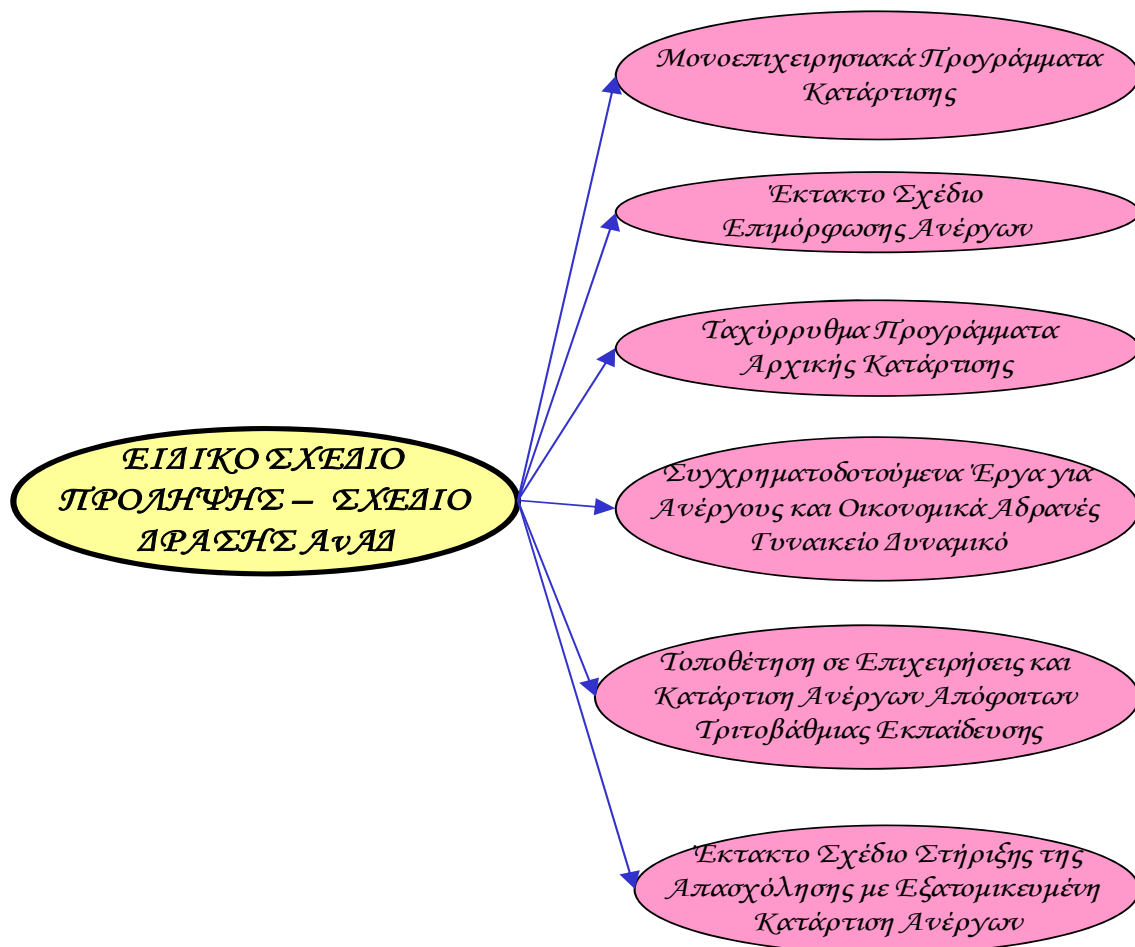 Μονοεπιχειρησιακά Προγράμματα
Κατάρτισης
Έκτακτο Σχέδιο
Επιμόρφωσης Ανέργων
Ταχύρρυθμα Προγράμματα
Αρχικής Κατάρτισης
ΕΙΔΙΚΟ ΣΧΕΔΙΟ
ΠΡΟΛΗΨΗΣ – ΣΧΕΔΙΟ
ΔΡΑΣΗΣ ΑνΑΔ
Συγχρηματοδοτούμενα Έργα για
Ανέργους και Οικονομικά Αδρανές
Γυναικείο Δυναμικό
Τοποθέτηση σε Επιχειρήσεις και
Κατάρτιση Ανέργων Απόφοιτων
Τριτοβάθμιας Εκπαίδευσης
Έκτακτο Σχέδιο Στήριξης της
Απασχόλησης με Εξατομικευμένη
Κατάρτιση Ανέργων